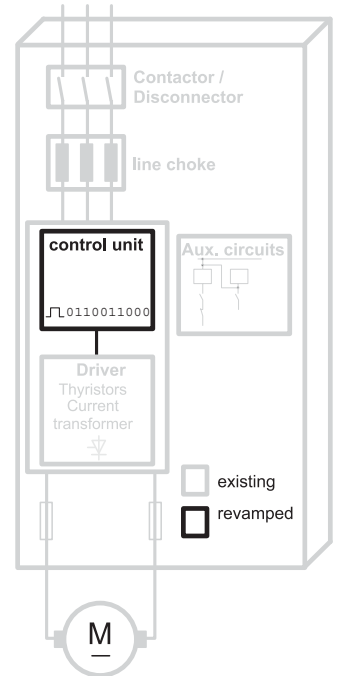 Contactor /
Disconnector
line choke
control unit
0110011000
Aux. circuits
Driver
Thyristors
Current
transformer
existing
revamped
M